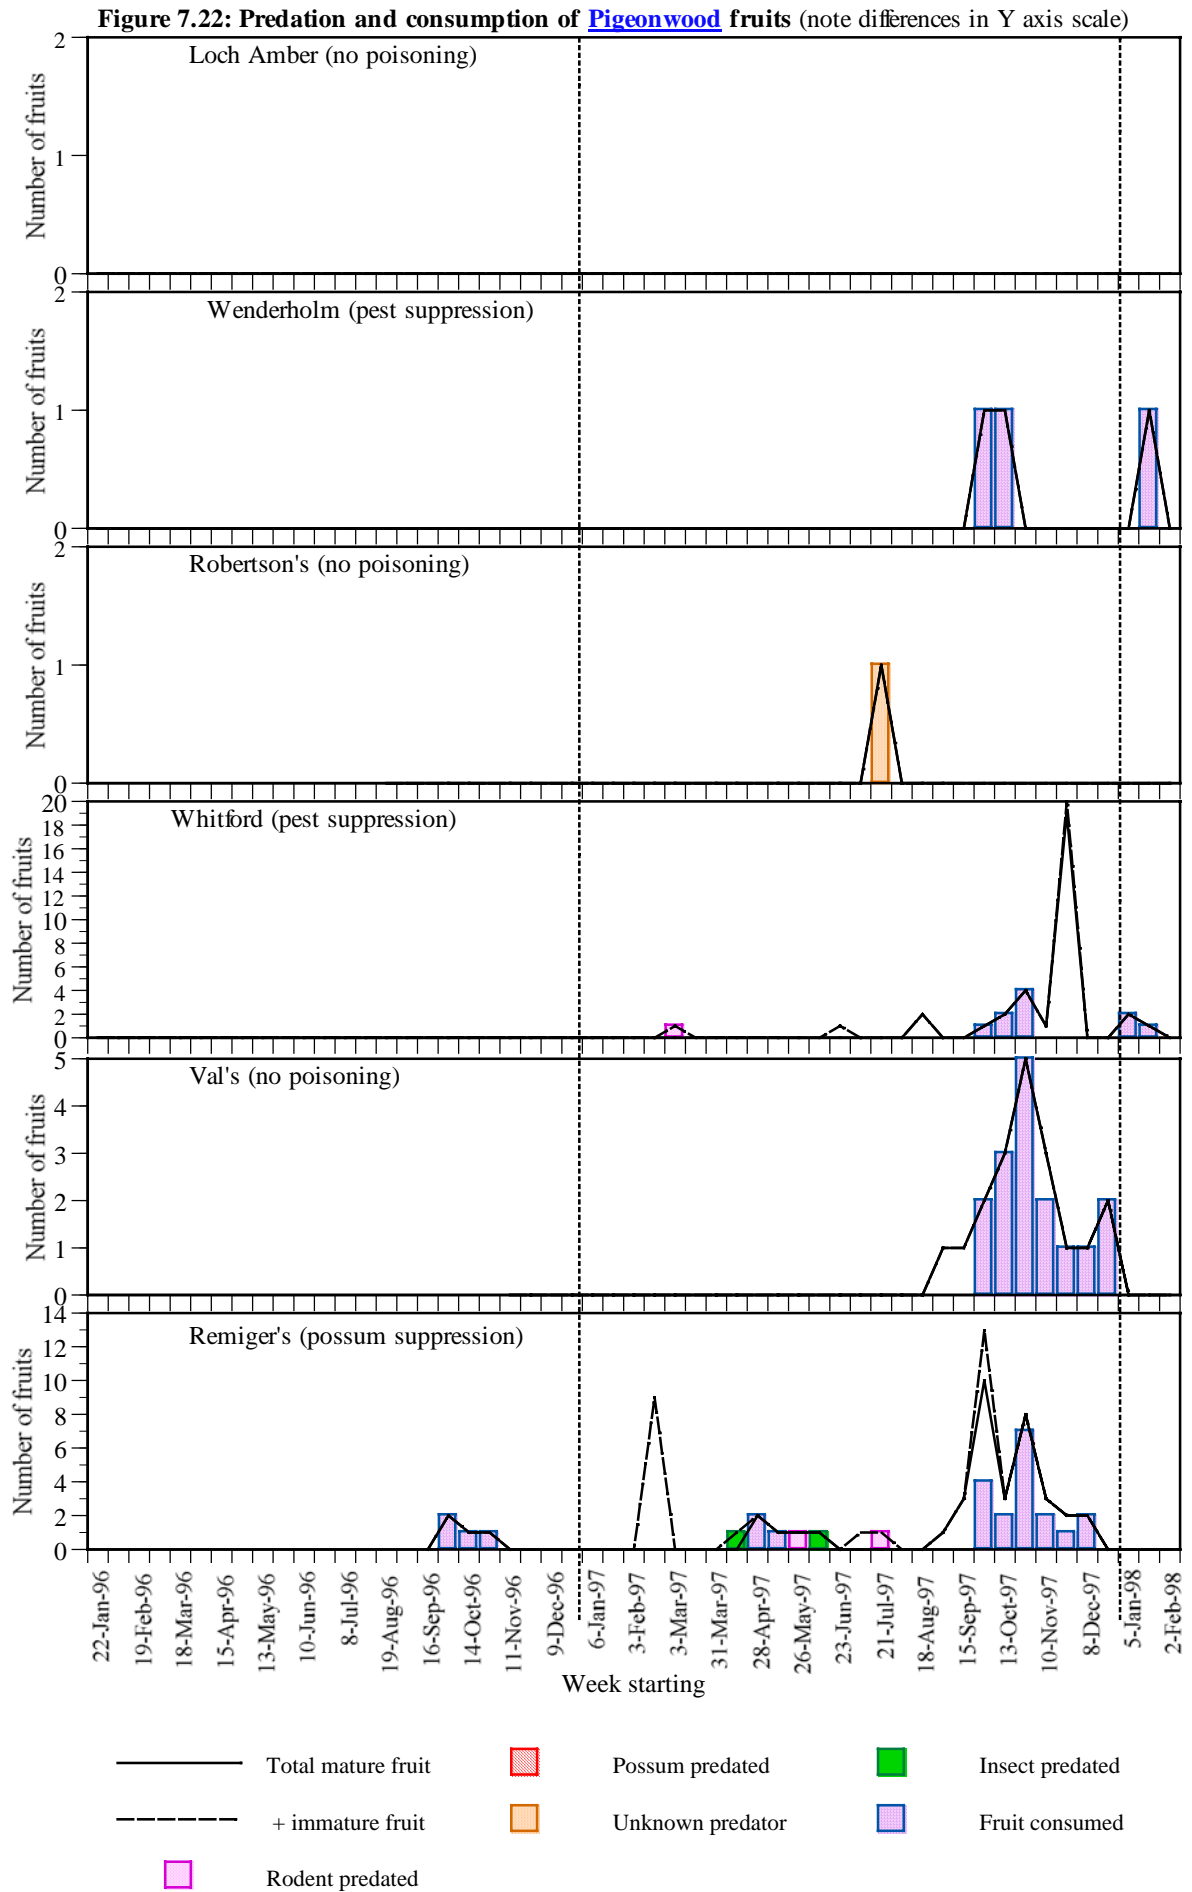 Figure 7.22: Predation and consumption of Pigeonwood fruits (note differences in Y axis scale)
Loch Amber (no poisoning)
Number of fruits
2
1
0
Wenderholm (pest suppression)
Number of fruits
2
1
0
Robertson's (no poisoning)
Number of fruits
2
1
0
Whitford (pest suppression)
Number of fruits
20
18
16
14
12
10
8
6
4
2
0
Val's (no poisoning)
Number of fruits
5
4
3
2
1
0
Remiger's (possum suppression)
Number of fruits
14
12
10
8
6
4
2
0
22-Jan-96
19-Feb-96
18-Mar-96
15-Apr-96
13-May-96
10-Jun-96
8-Jul-96
19-Aug-96
16-Sep-96
14-Oct-96
11-Nov-96
9-Dec-96
6-Jan-97
3-Feb-97
3-Mar-97
31-Mar-97
28-Apr-97
26-May-97
23-Jun-97
21-Jul-97
18-Aug-97
15-Sep-97
13-Oct-97
10-Nov-97
8-Dec-97
5-Jan-98
2-Feb-98
Week starting
Total mature fruit
Possum predated
Insect predated
+ immature fruit
Unknown predator
Fruit consumed
Rodent predated